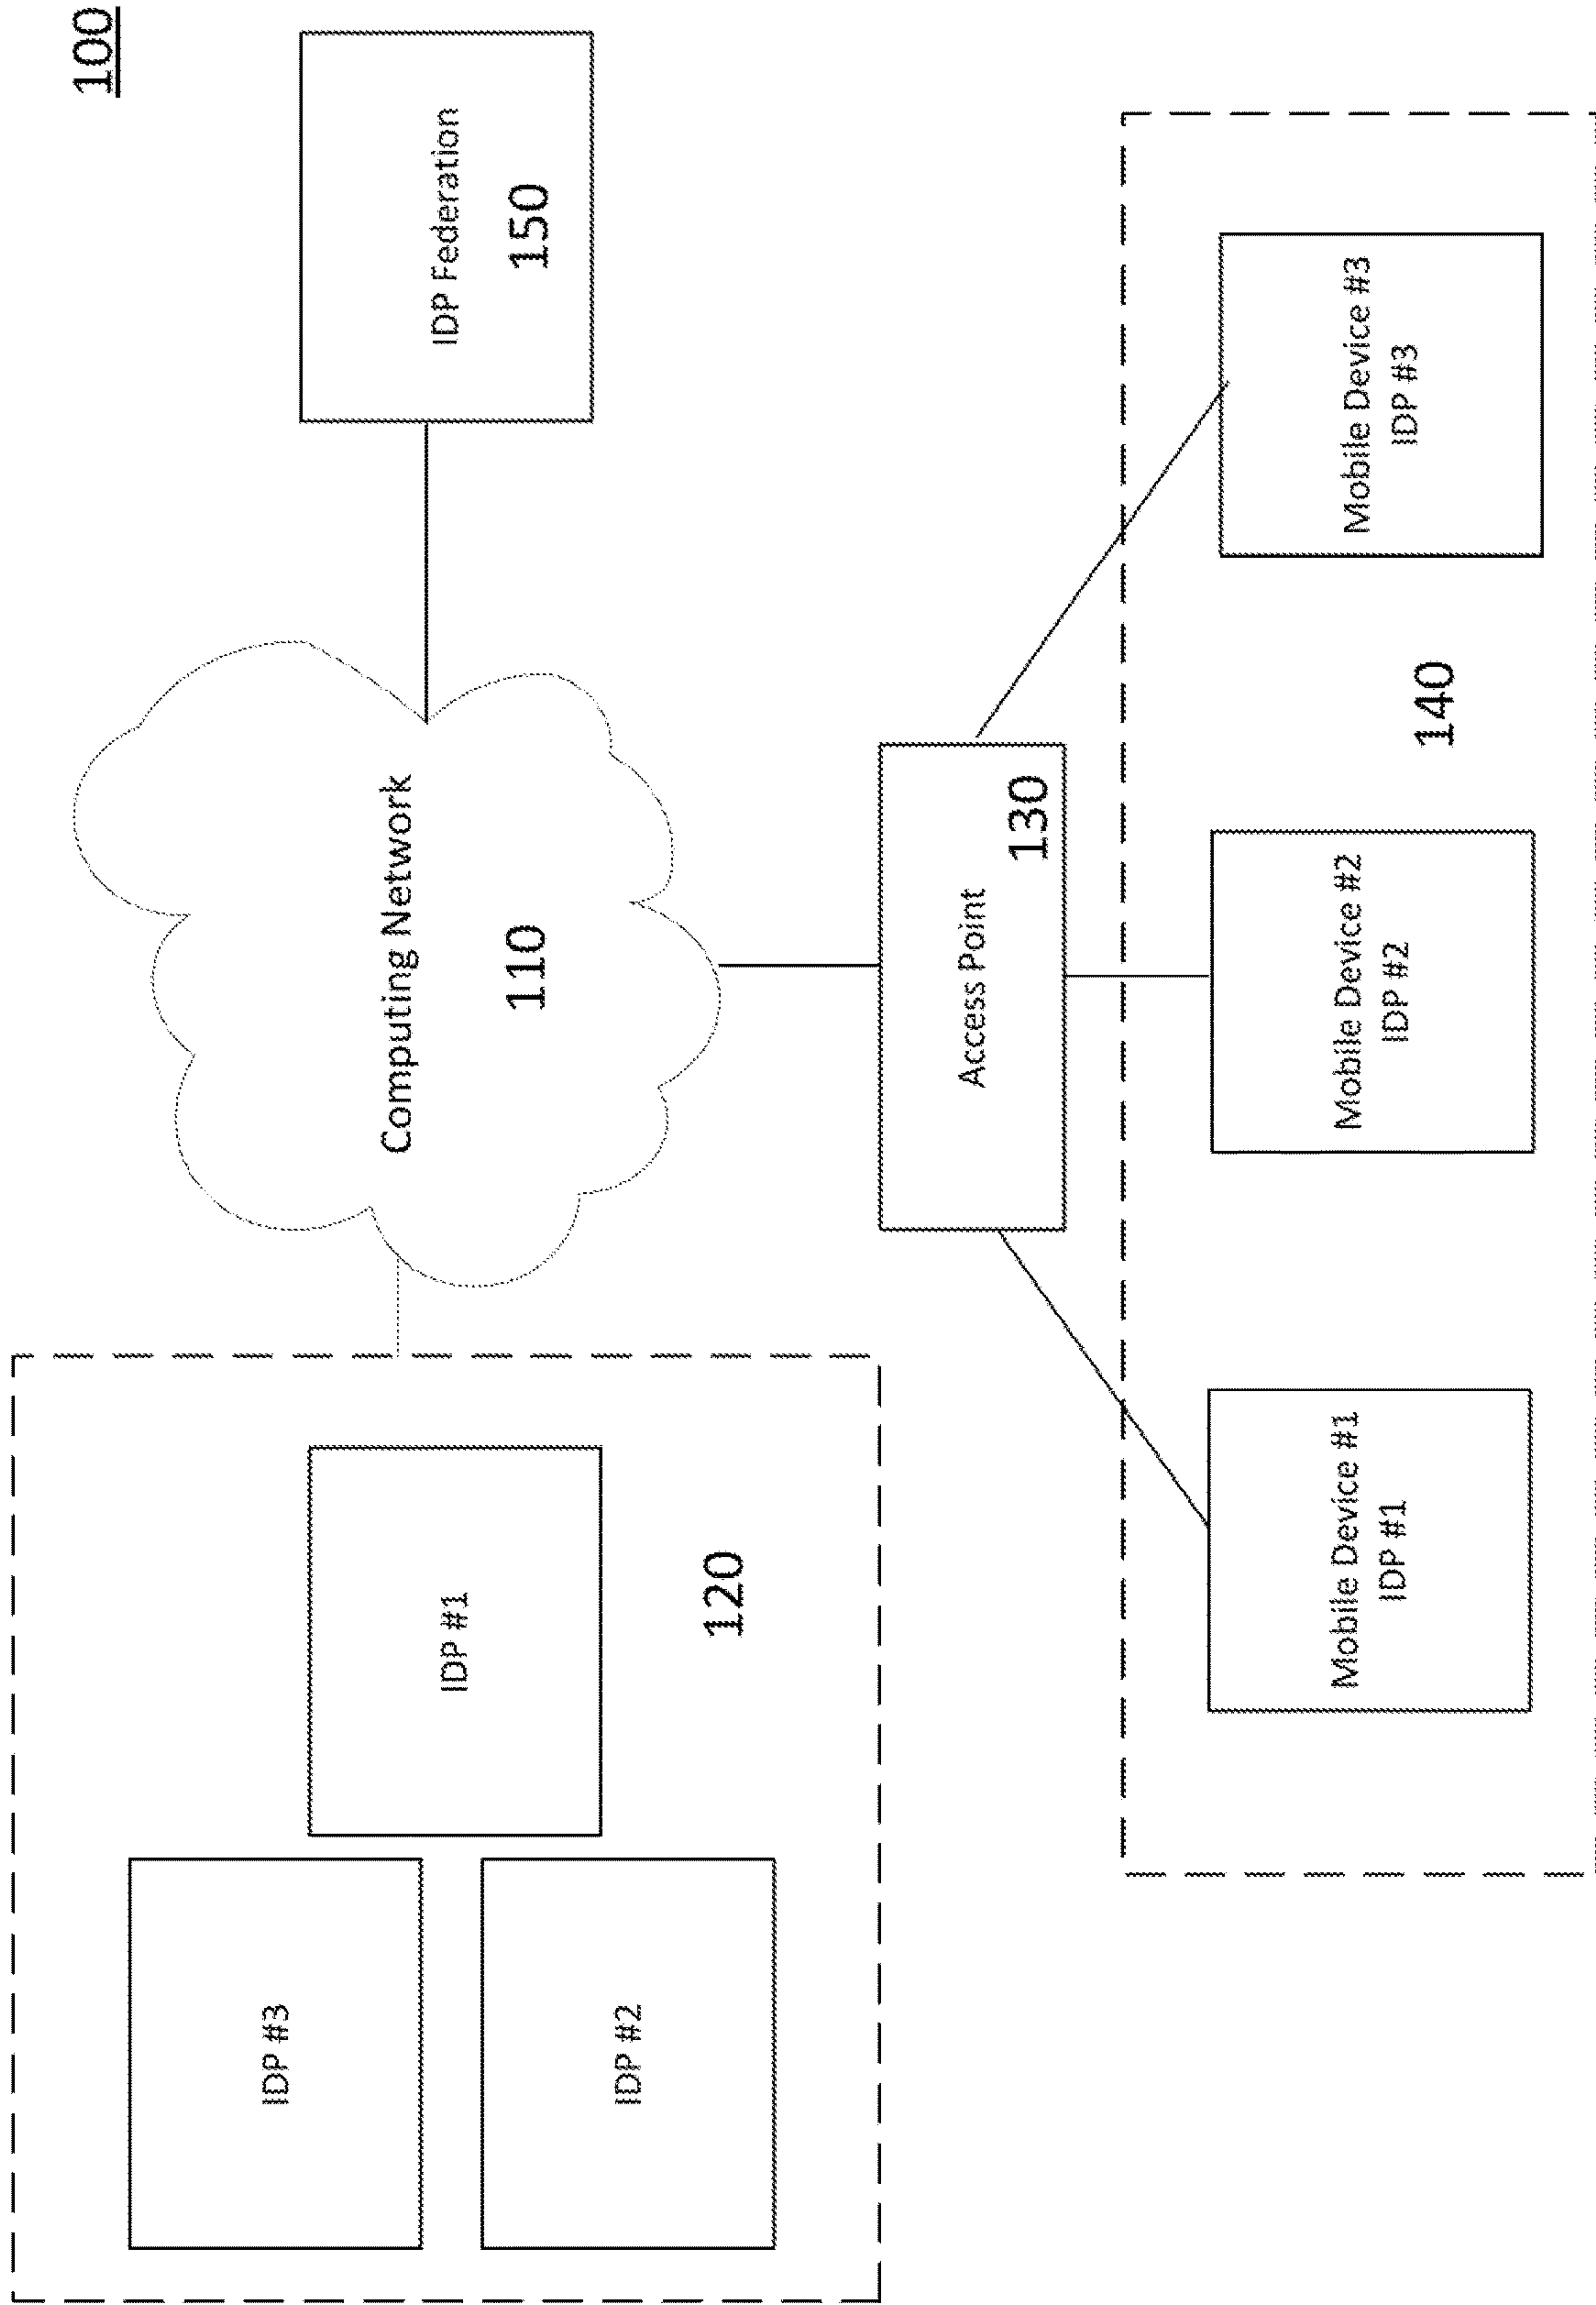 100
IDP #3
IDP #2
IDP #1
120
Computing Network
110
IDP Federation
150
Access Point
130
Mobile Device #1
IDP #1
Mobile Device #2
IDP #2
Mobile Device #3
IDP #3
140